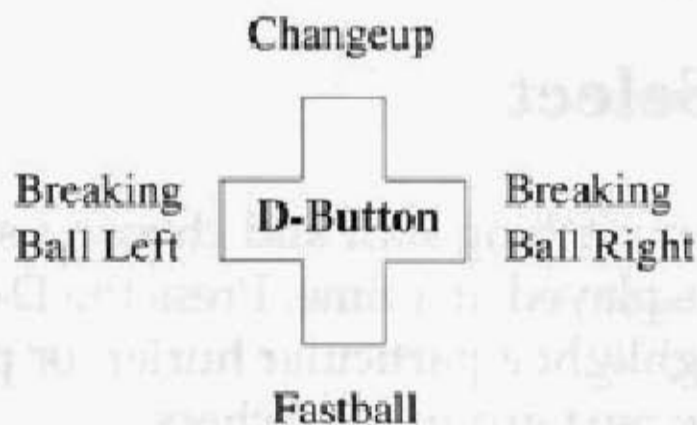 Changeup
Breaking
Ball Left
D-Button
Breaking
Ball Right
Fastball